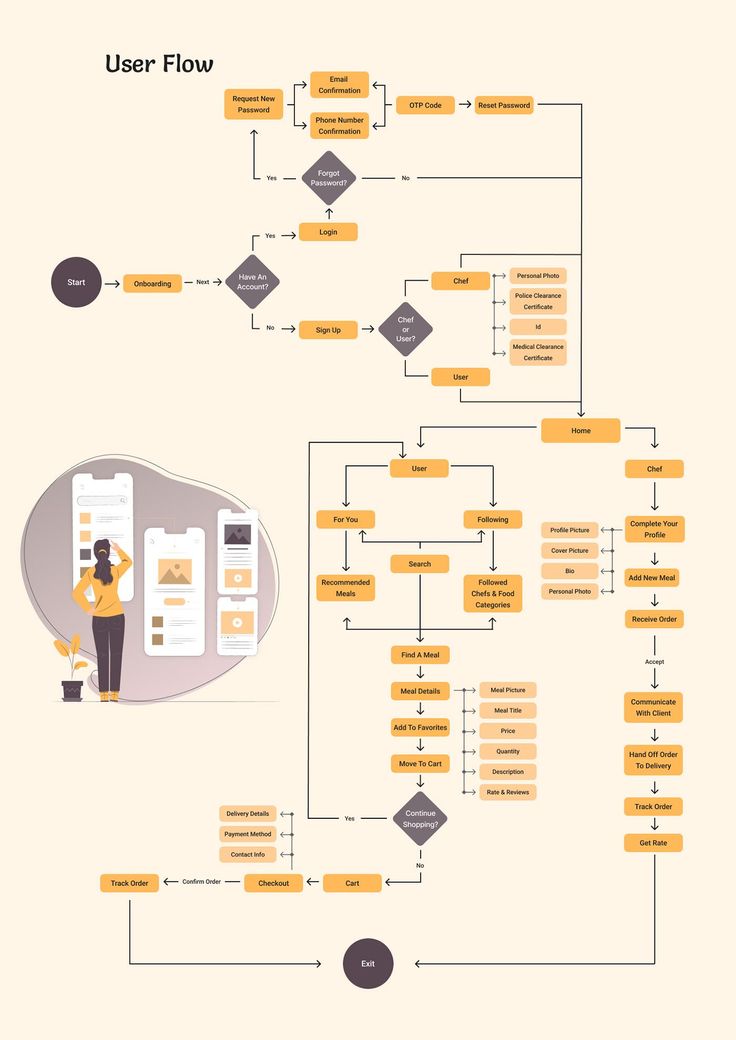 User Flow
Email
Confirmation
Request New
Password
OTP Code
Reset Password
Phone Number
Confirmation
Forgot
Password?
Yes
No
Login
Yes
Start
Onboarding
Next
Have An
Account?
No
Sign Up
Chef
or
User?
Chef
Personal Photo
Police Clearance
Certificate
Id
Medical Clearance
Certificate
User
Home
User
Chef
For You
Following
Search
Recommended
Meals
Followed
Chefs & Food
Categories
Complete Your
Profile
Profile Picture
Cover Picture
Bio
Personal Photo
Add New Meal
Receive Order
Accept
Communicate
With Client
Hand Off Order
To Delivery
Track Order
Get Rate
Find A Meal
Meal Details
Meal Picture
Meal Title
Price
Quantity
Description
Rate & Reviews
Add To Favorites
Move To Cart
Continue
Shopping?
Yes
No
Delivery Details
Payment Method
Contact Info
Track Order
Confirm Order
Checkout
Cart
Exit